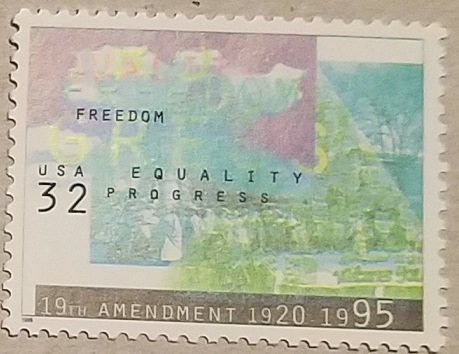 FREEDOM
USA EQUALITY
32 PROGRESS
19TH AMENDMENT 1920 1995